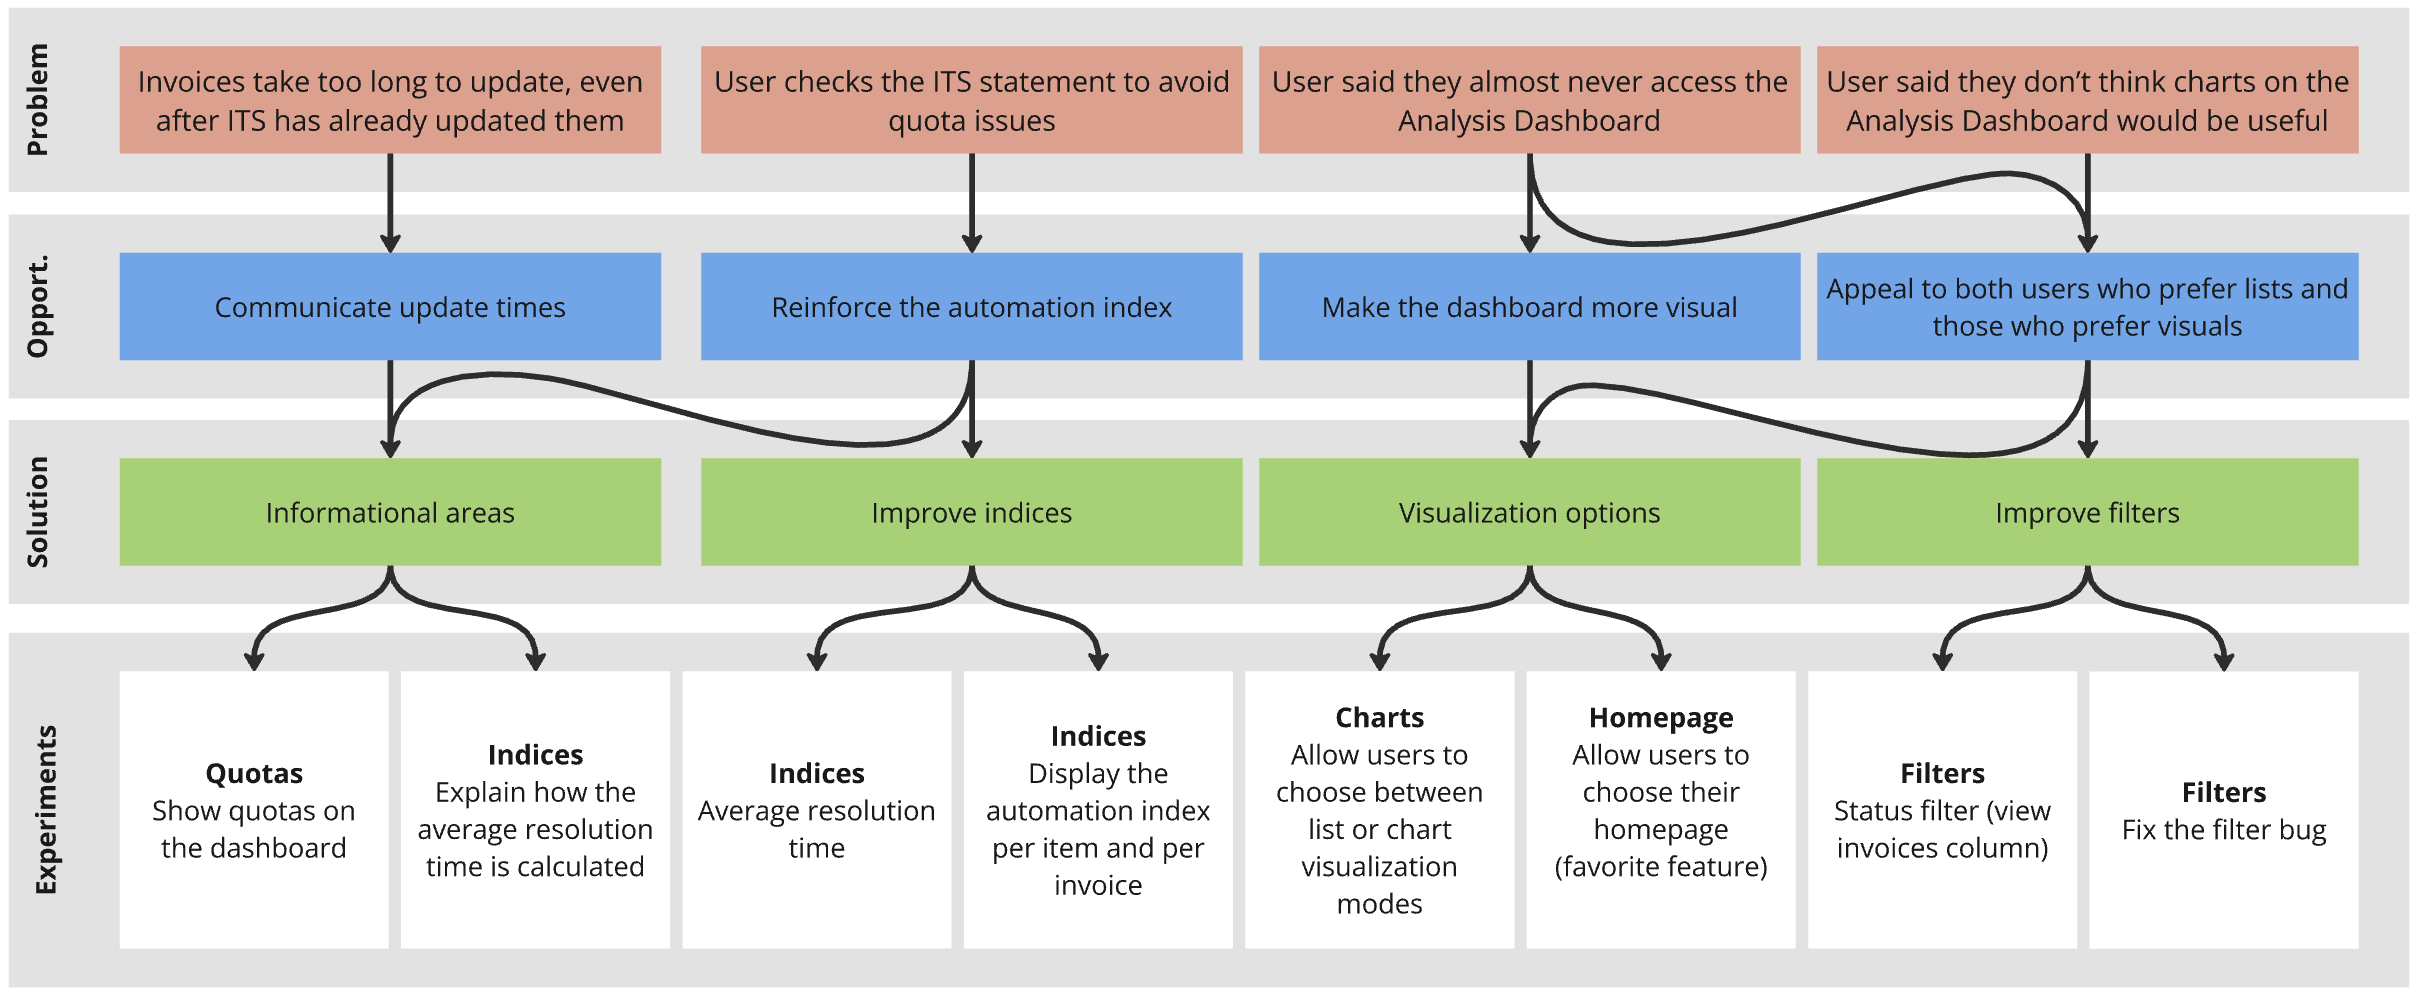 Problem
Invoices take too long to update, even
after ITS has already updated them
User checks the ITS statement to avoid
quota issues
User said they almost never access the
Analysis Dashboard
User said they don’t think charts on the
Analysis Dashboard would be useful
Opport.
Communicate update times
Reinforce the automation index
Make the dashboard more visual
Appeal to both users who prefer lists and
those who prefer visuals
Solution
Informational areas
Improve indices
Visualization options
Improve filters
Experiments
Quotas
Show quotas on
the dashboard
Indices
Explain how the
average resolution
time is calculated
Indices
Average resolution
time
Indices
Display the
automation index
per item and per
invoice
Charts
Allow users to
choose between
list or chart
visualization
modes
Homepage
Allow users to
choose their
homepage
(favorite feature)
Filters
Status filter (view
invoices column)
Filters
Fix the filter bug